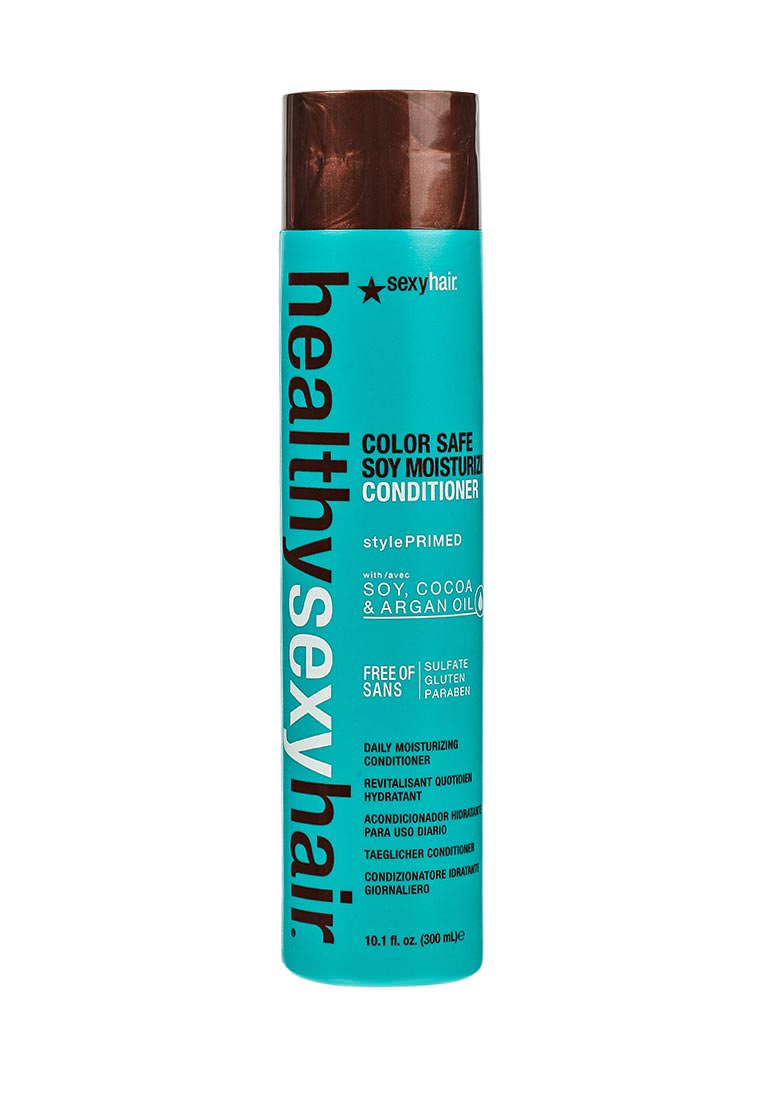 healthysexyhair.
sexyhair.
COLOR SAFE
SOY MOISTURIZI
CONDITIONER
stylePRIMED
with/avec
SOY, COCOA
& ARGAN OIL
FREE OF
SANS
SULFATE
GLUTEN
PARABEN
DAILY MOISTURIZING
CONDITIONER
REVITALISANT QUOTIDIEN
HYDRATANT
ACONDICIONADOR HIDRATANTE
PARA USO DIARIO
TAEGLICHER CONDITIONER
CONDIZIONATORE IDRATANTE
GIORNALIERO
10.1 fl. oz. (300 mL)℮